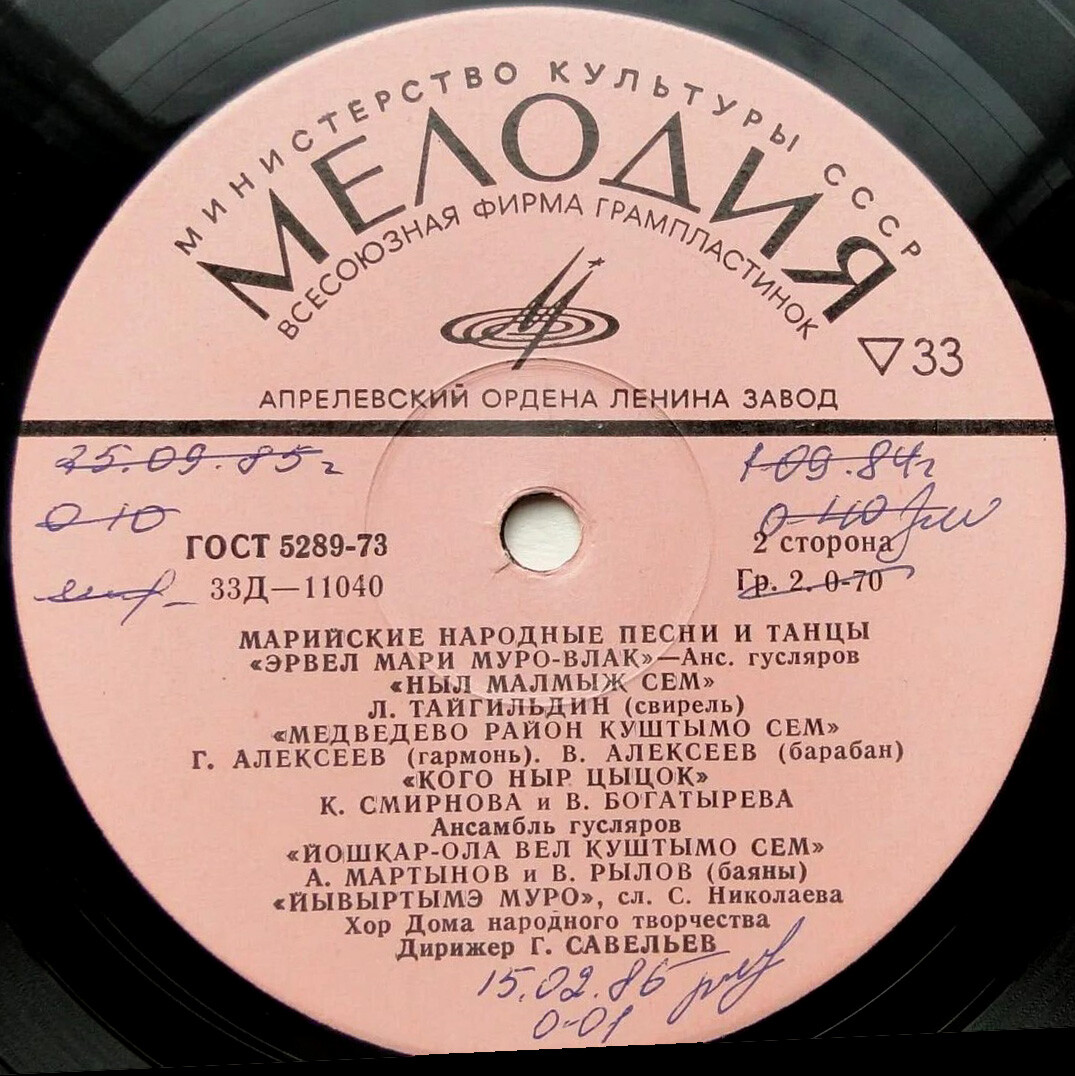 МИНИСТЕРСТВО КУЛЬТУРЫ СССР
МЕЛОДИЯ
ВСЕСОЮЗНАЯ ФИРМА ГРАМПЛАСТИНОК
▽33
АПРЕЛЕВСКИЙ ОРДЕНА ЛЕНИНА ЗАВОД
25.09.85г
1-09.84г
0-10
0-40
ГОСТ 5289-73
2 сторона
33Д—11040
Гр. 2. 0-70
МАРИЙСКИЕ НАРОДНЫЕ ПЕСНИ И ТАНЦЫ
«ЭРВЕЛ МАРИ МУРО-ВЛАК»—Анс. гусляров
«НЫЛ МАЛМЫЖ СЕМ»
Л. ТАЙГИЛЬДИН (свирель)
«МЕДВЕДЕВО РАЙОН КУШТЫМО СЕМ»
Г. АЛЕКСЕЕВ (гармонь). В. АЛЕКСЕЕВ (барабан)
«КОГО НЫР ЦЫЦОК»
К. СМИРНОВА и В. БОГАТЫРЕВА
Ансамбль гусляров
«ЙОШКАР-ОЛА ВЕЛ КУШТЫМО СЕМ»
А. МАРТЫНОВ и В. РЫЛОВ (баяны)
«ЙЫВЫРТЫМЭ МУРО», сл. С. Николаева
Хор Дома народного творчества
Дирижер Г. САВЕЛЬЕВ
15.02.86
0-01